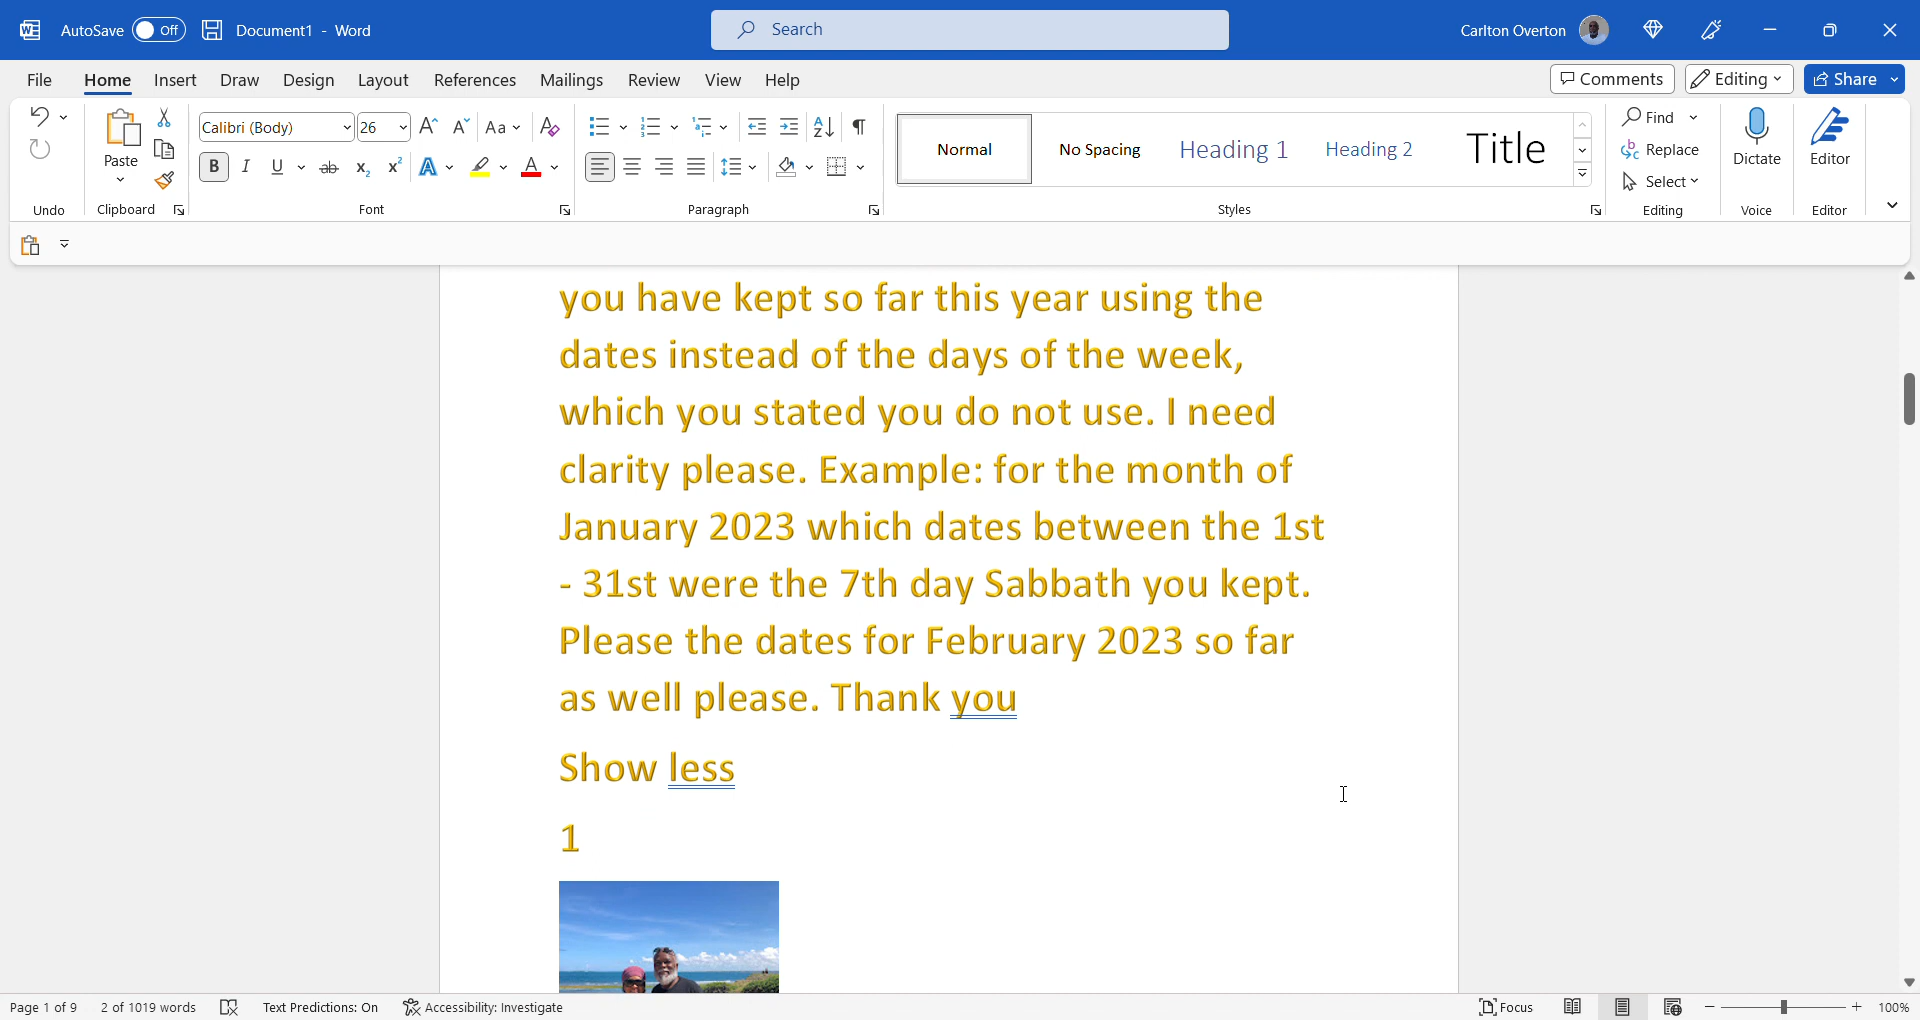 AutoSave Off Document1 - Word Search Carlton Overton
File Home Insert Draw Design Layout References Mailings Review View Help Comments Editing Share
Calibri (Body) 26 Aa Find
Paste B I U ab x₂ x² A A Normal No Spacing Heading 1 Heading 2 Title Replace Dictate Editor
Select
Undo Clipboard Font Paragraph Styles Editing Voice Editor
you have kept so far this year using the
dates instead of the days of the week,
which you stated you do not use. I need
clarity please. Example: for the month of
January 2023 which dates between the 1st
- 31st were the 7th day Sabbath you kept.
Please the dates for February 2023 so far
as well please. Thank you
Show less
1
Page 1 of 9 2 of 1019 words Text Predictions: On Accessibility: Investigate Focus 100%